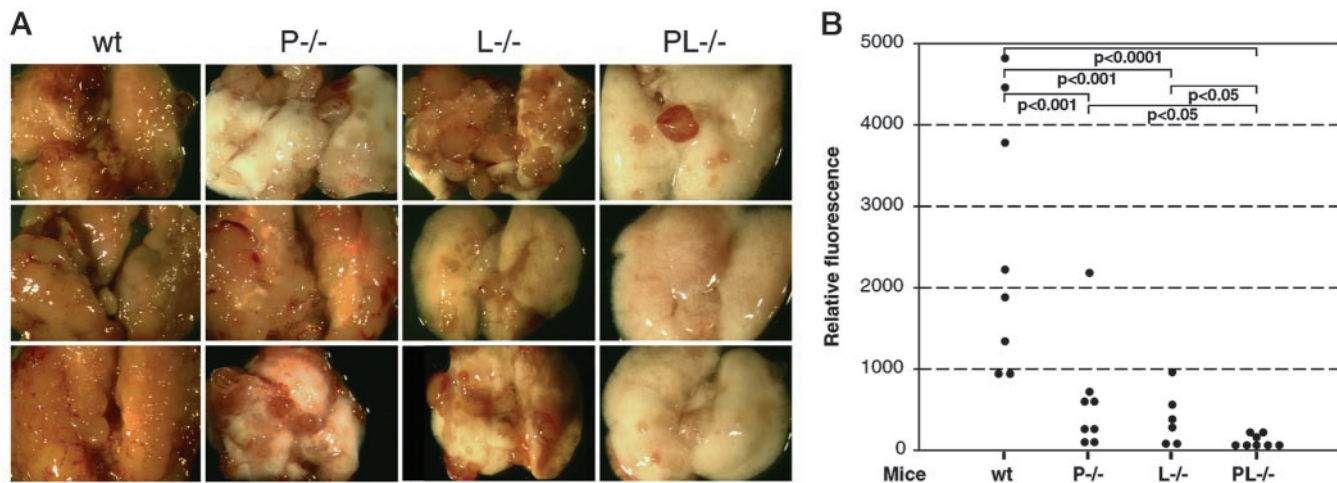 A
wt P-/- L-/- PL-/-
B
5000
p<0.0001
p<0.001
p<0.05
p<0.001
p<0.05
4000
3000
2000
1000
0
Relative fluorescence
Mice wt P-/- L-/- PL-/-